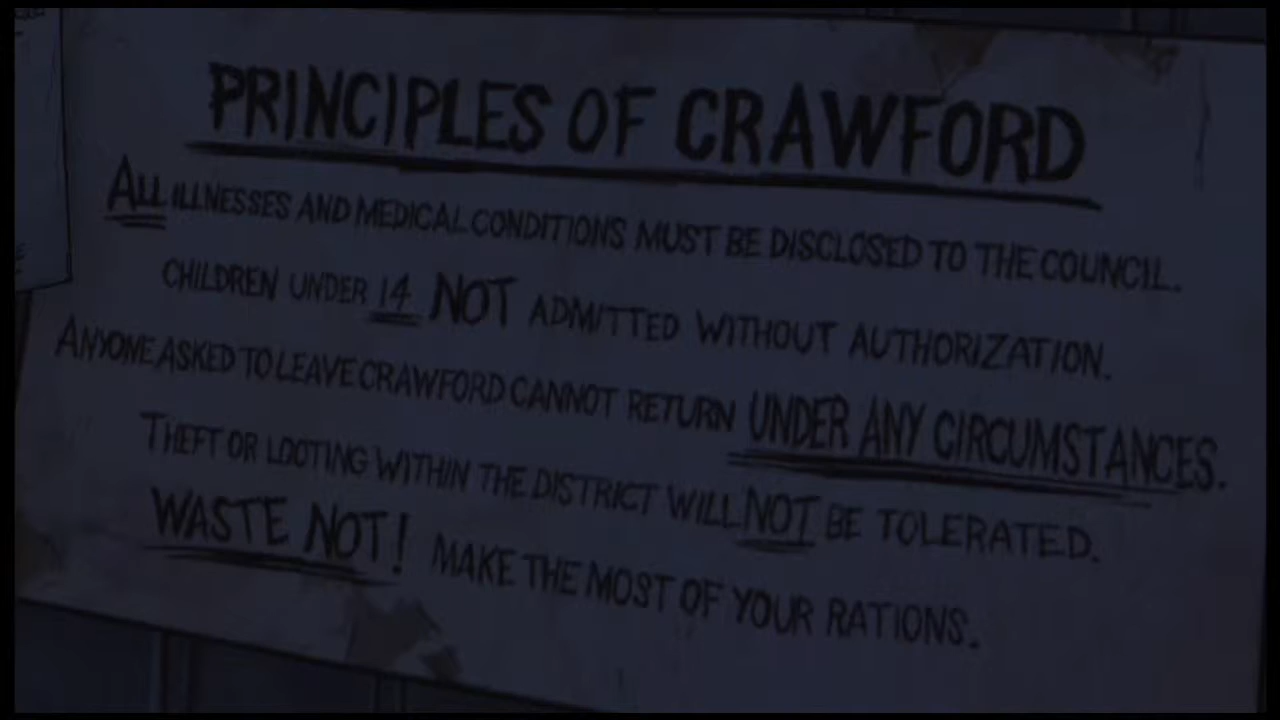 PRINCIPLES OF CRAWFORD
ALL ILLNESSES AND MEDICAL CONDITIONS MUST BE DISCLOSED TO THE COUNCIL.
CHILDREN UNDER 14 NOT ADMITTED WITHOUT AUTHORIZATION.
ANYONE ASKED TO LEAVE CRAWFORD CANNOT RETURN UNDER ANY CIRCUMSTANCES.
THEFT OR LOOTING WITHIN THE DISTRICT WILL NOT BE TOLERATED.
WASTE NOT! MAKE THE MOST OF YOUR RATIONS.